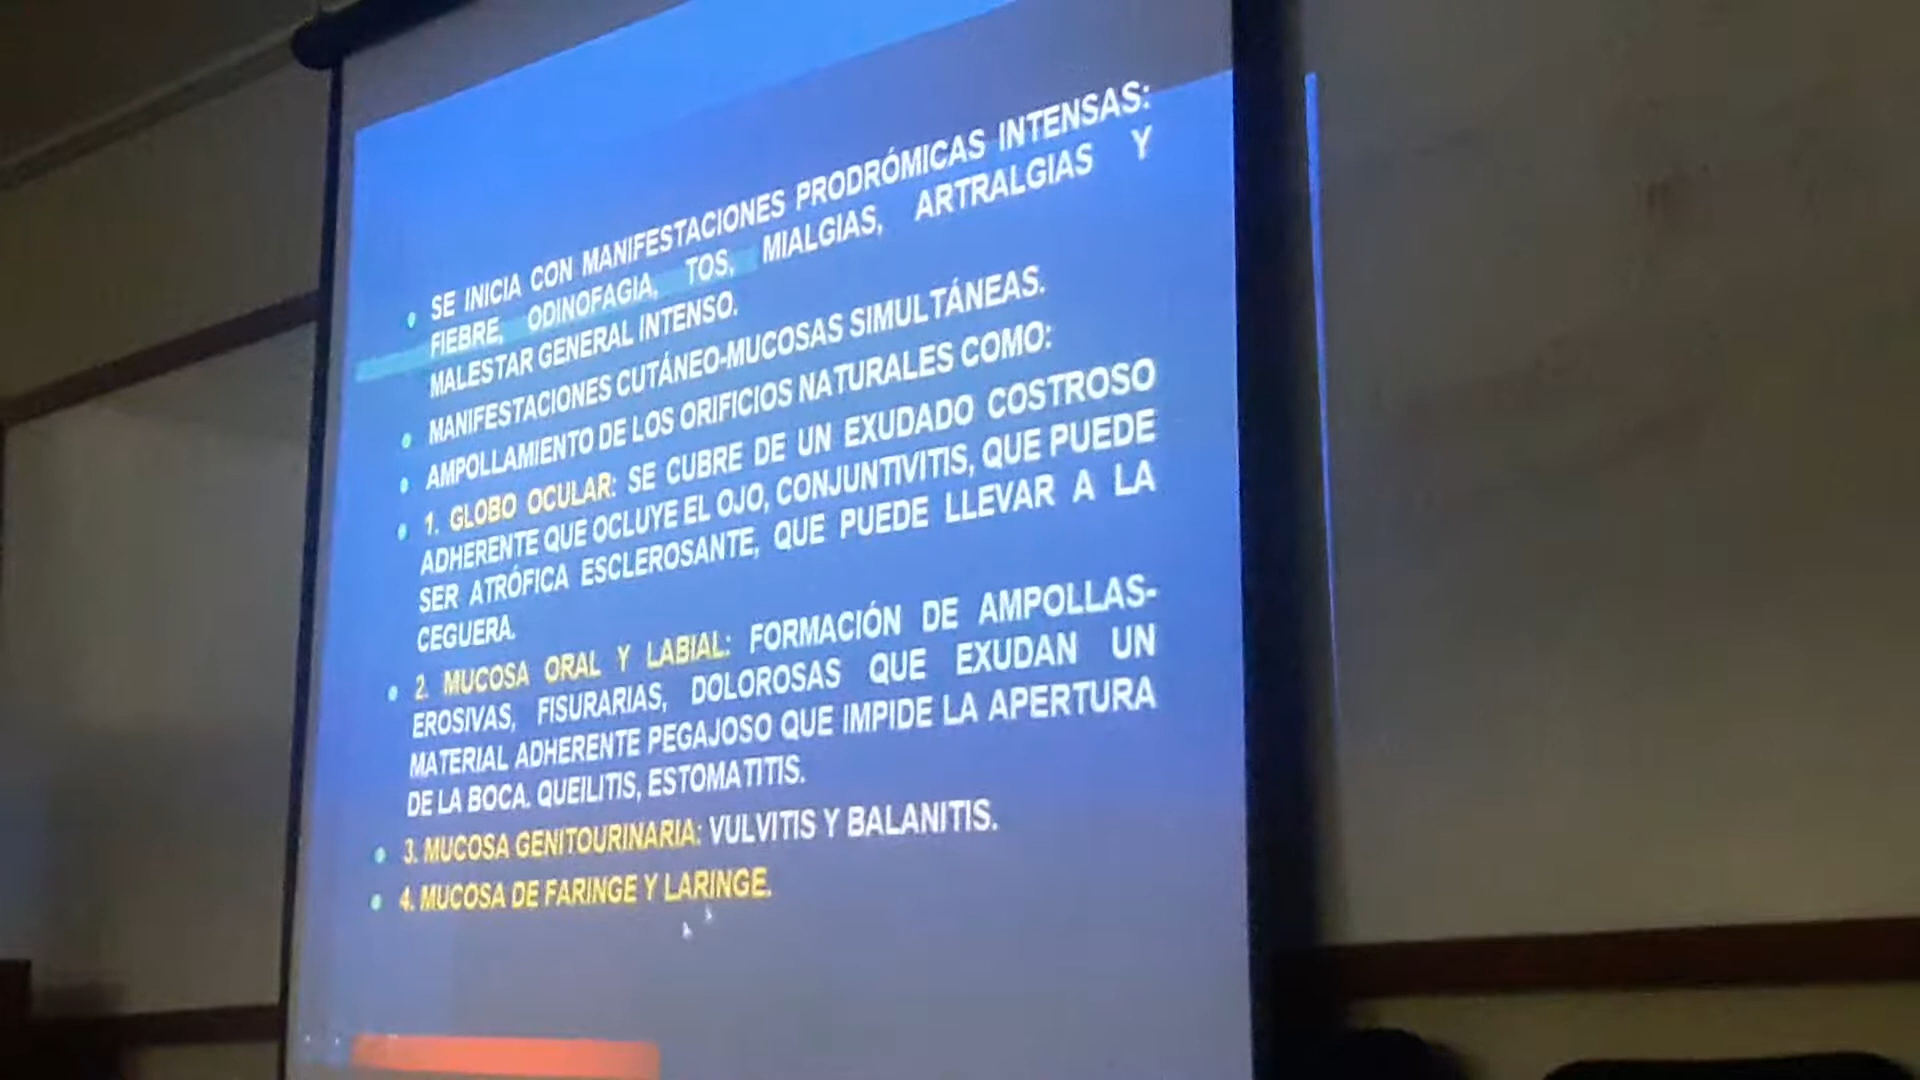 SE INICIA CON MANIFESTACIONES PRODRÓMICAS INTENSAS:
FIEBRE, ODINOFAGIA, TOS, MIALGIAS, ARTRALGIAS Y
MALESTAR GENERAL INTENSO.
MANIFESTACIONES CUTÁNEO-MUCOSAS SIMULTÁNEAS.
AMPOLLAMIENTO DE LOS ORIFICIOS NATURALES COMO:
1. GLOBO OCULAR: SE CUBRE DE UN EXUDADO COSTROSO
ADHERENTE QUE OCLUYE EL OJO, CONJUNTIVITIS, QUE PUEDE
SER ATRÓFICA ESCLEROSANTE, QUE PUEDE LLEVAR A LA
CEGUERA.
2. MUCOSA ORAL Y LABIAL: FORMACIÓN DE AMPOLLAS-
EROSIVAS, FISURARIAS, DOLOROSAS QUE EXUDAN UN
MATERIAL ADHERENTE PEGAJOSO QUE IMPIDE LA APERTURA
DE LA BOCA. QUEILITIS, ESTOMATITIS.
3. MUCOSA GENITOURINARIA: VULVITIS Y BALANITIS.
4. MUCOSA DE FARINGE Y LARINGE.